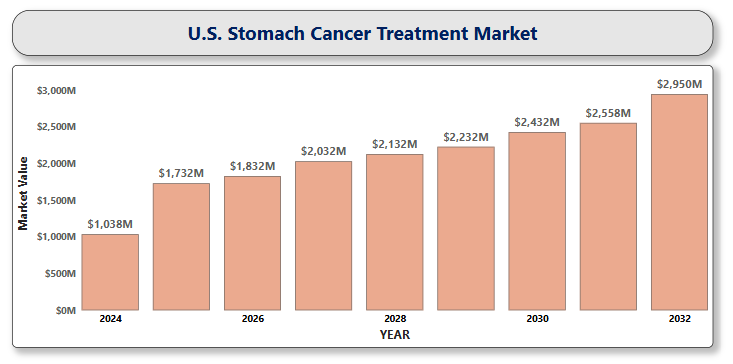 U.S. Stomach Cancer Treatment Market
$3,000M
$2,500M
$2,000M
$1,500M
$1,000M
$500M
$0M
Market Value
$1,038M
$1,732M
$1,832M
$2,032M
$2,132M
$2,232M
$2,432M
$2,558M
$2,950M
2024
2026
2028
2030
2032
YEAR